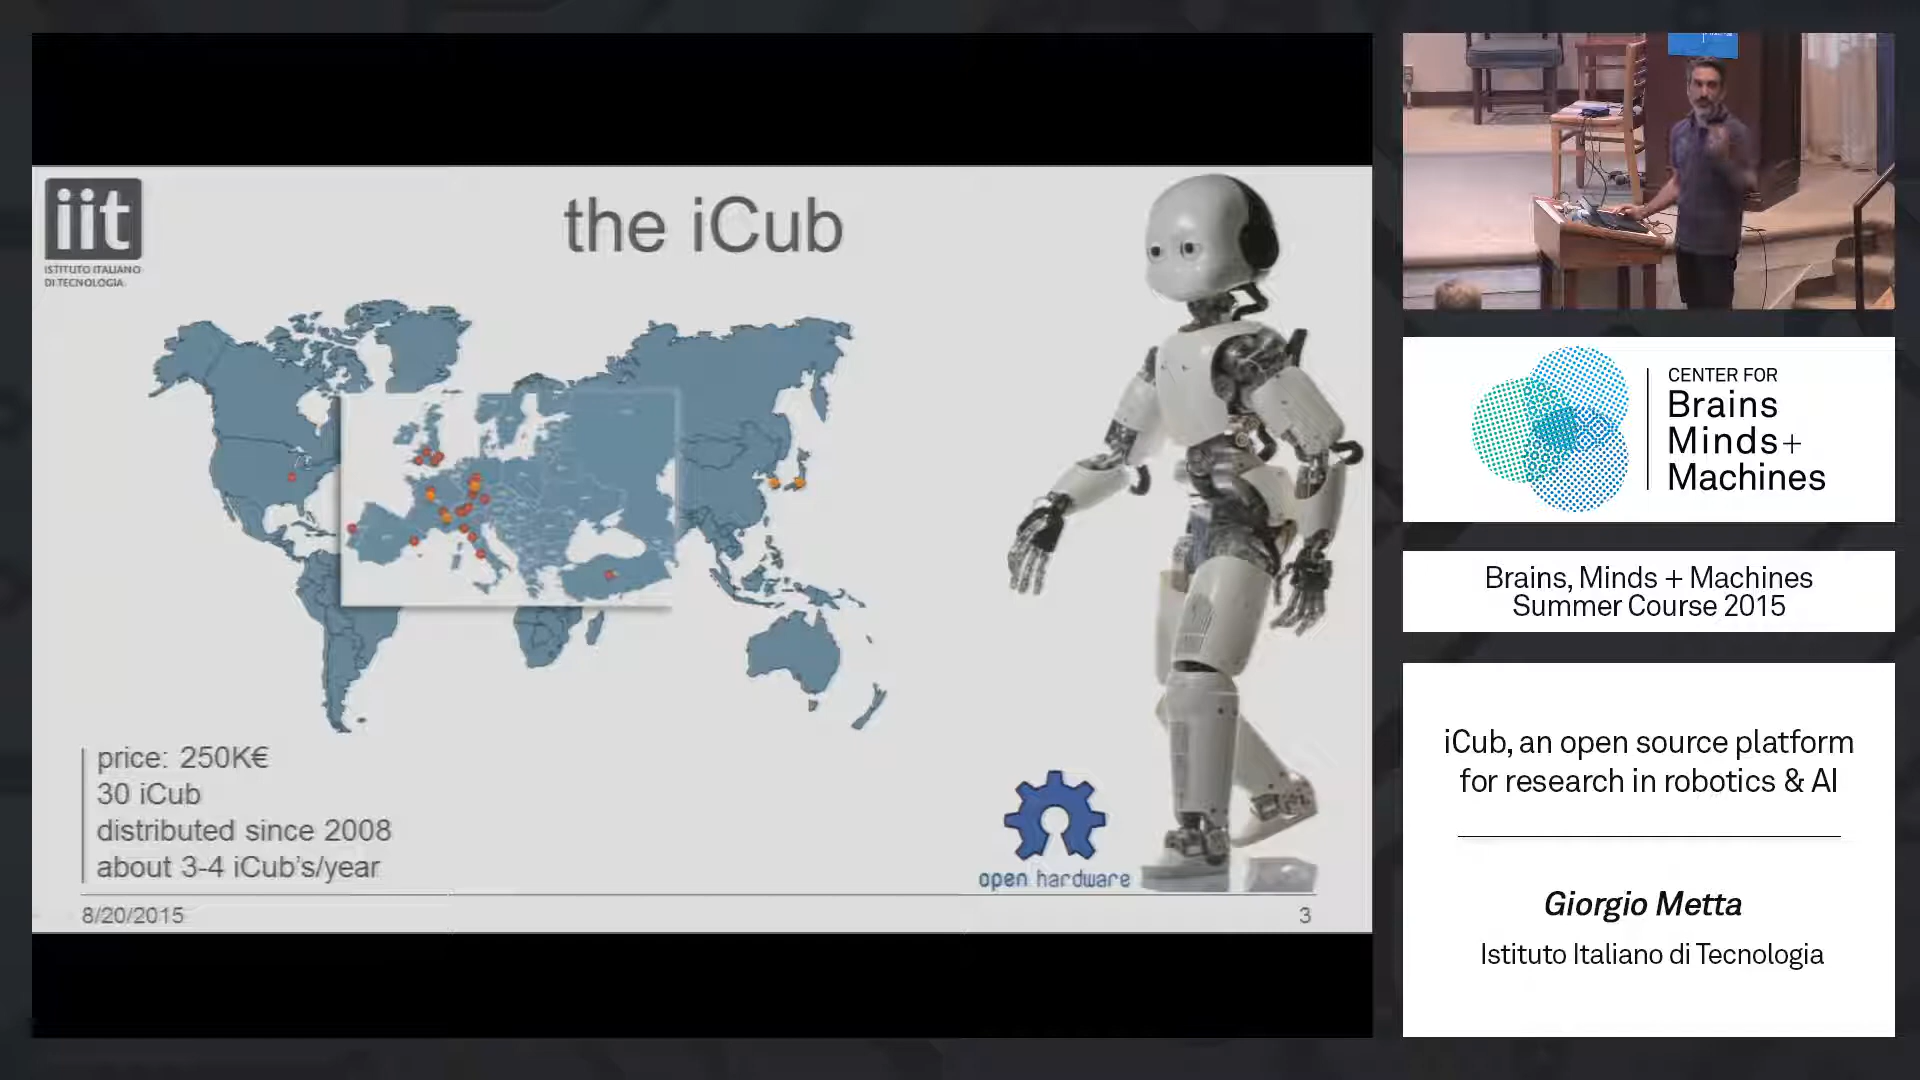 iit
ISTITUTO ITALIANO
DI TECNOLOGIA
the iCub
price: 250K€
30 iCub
distributed since 2008
about 3-4 iCub's/year
open hardware
8/20/2015
3
CENTER FOR
Brains
Minds+
Machines
Brains, Minds + Machines
Summer Course 2015
iCub, an open source platform
for research in robotics & AI
Giorgio Metta
Istituto Italiano di Tecnologia